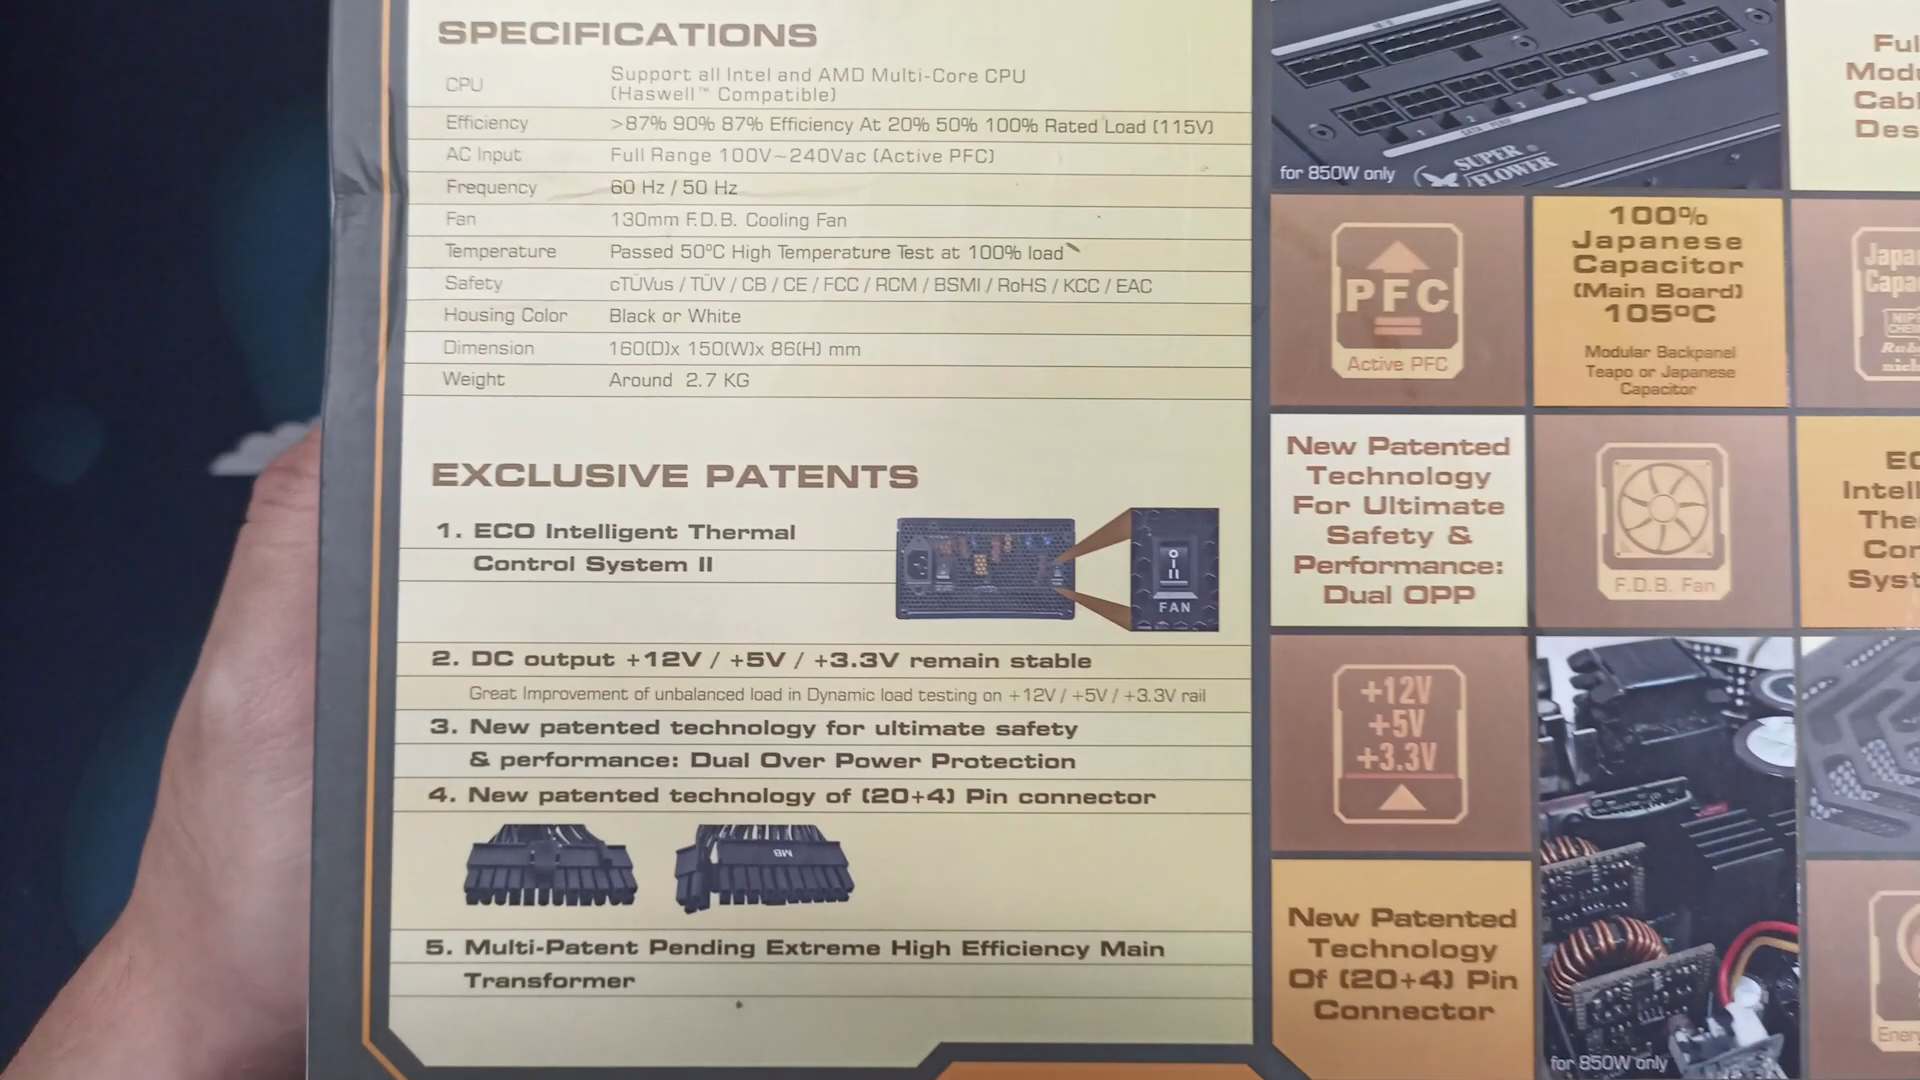 SPECIFICATIONS
CPU Support all Intel and AMD Multi-Core CPU
(Haswell™ Compatible)
Efficiency >87% 90% 87% Efficiency At 20% 50% 100% Rated Load (115V)
AC Input Full Range 100V~240Vac (Active PFC)
Frequency 60 Hz / 50 Hz
Fan 130mm F.D.B. Cooling Fan
Temperature Passed 50ºC High Temperature Test at 100% load
Safety cTÜVus / TÜV / CB / CE / FCC / RCM / BSMI / RoHS / KCC / EAC
Housing Color Black or White
Dimension 160(D)x 150(W)x 86(H) mm
Weight Around 2.7 KG
EXCLUSIVE PATENTS
1. ECO Intelligent Thermal
Control System II
FAN
2. DC output +12V / +5V / +3.3V remain stable
Great Improvement of unbalanced load in Dynamic load testing on +12V / +5V / +3.3V rail
3. New patented technology for ultimate safety
& performance: Dual Over Power Protection
4. New patented technology of (20+4) Pin connector
MB
5. Multi-Patent Pending Extreme High Efficiency Main
Transformer
SUPER
FLOWER
for 850W only
PFC
Active PFC
100%
Japanese
Capacitor
(Main Board)
105ºC
Modular Backpanel
Teapo or Japanese
Capacitor
New Patented
Technology
For Ultimate
Safety &
Performance:
Dual OPP
F.D.B. Fan
+12V
+5V
+3.3V
New Patented
Technology
Of (20+4) Pin
Connector
for 850W only